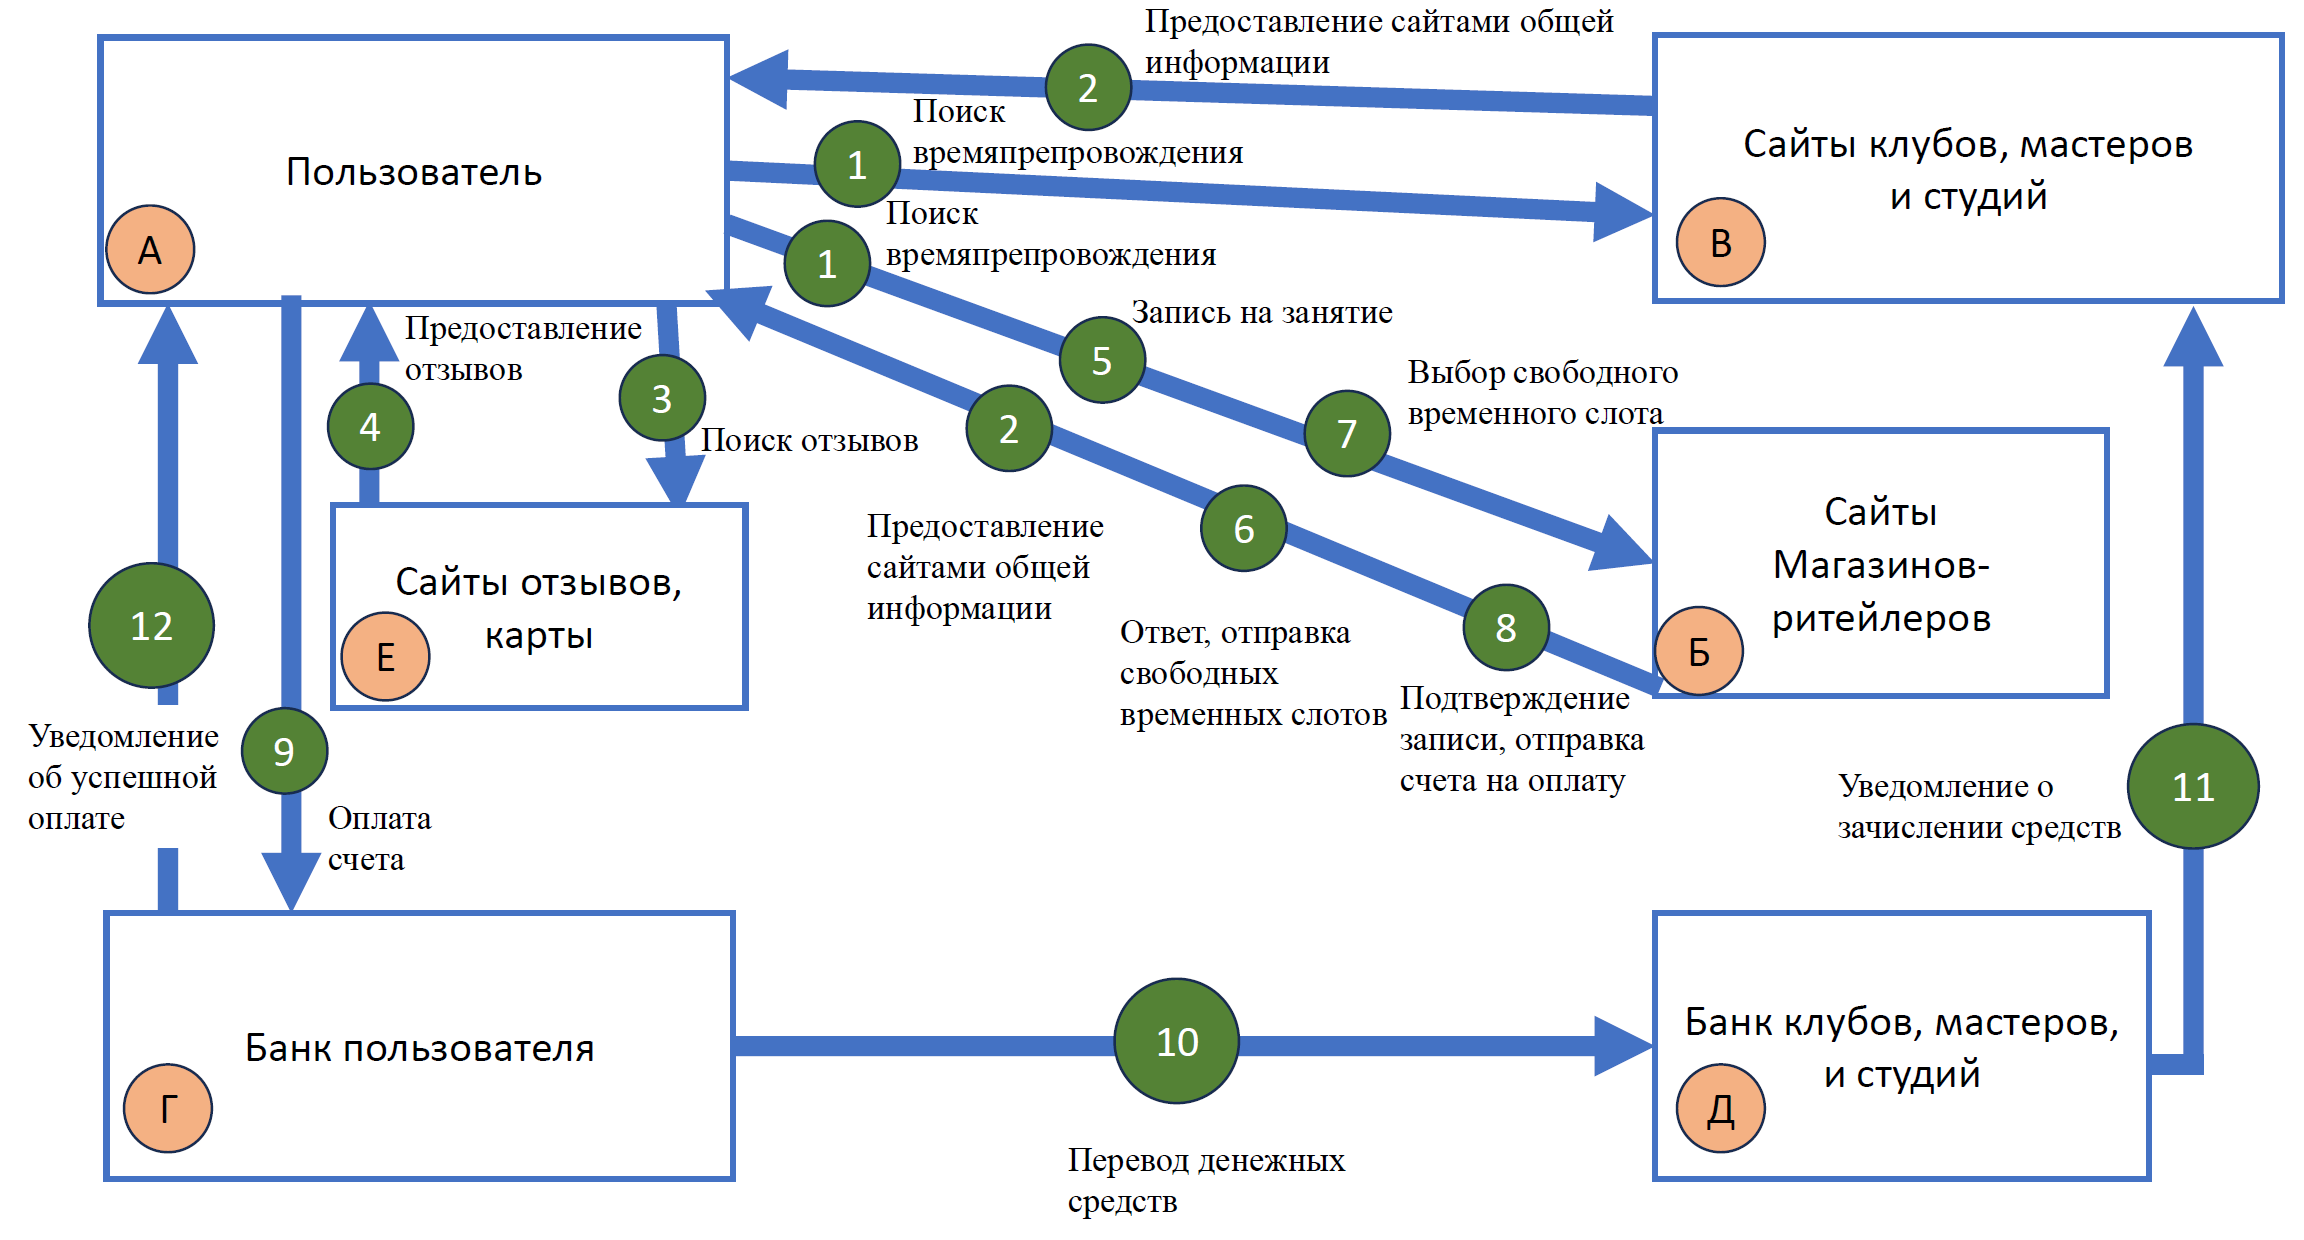 Предоставление сайтами общей
информации
2
Пользователь
А
Поиск
времяпрепровождения
1
Сайты клубов, мастеров
и студий
В
Поиск
времяпрепровождения
1
Запись на занятие
5
Выбор свободного
временного слота
7
Предоставление
отзывов
4
3
Поиск отзывов
2
Предоставление
сайтами общей
информации
6
Ответ, отправка
свободных
временных слотов
8
Подтверждение
записи, отправка
счета на оплату
Сайты
Магазинов-
ритейлеров
Б
Сайты отзывов,
карты
Е
12
Уведомление
об успешной
оплате
9
Оплата
счета
11
Уведомление о
зачислении средств
Банк пользователя
Г
10
Перевод денежных
средств
Банк клубов, мастеров,
и студий
Д